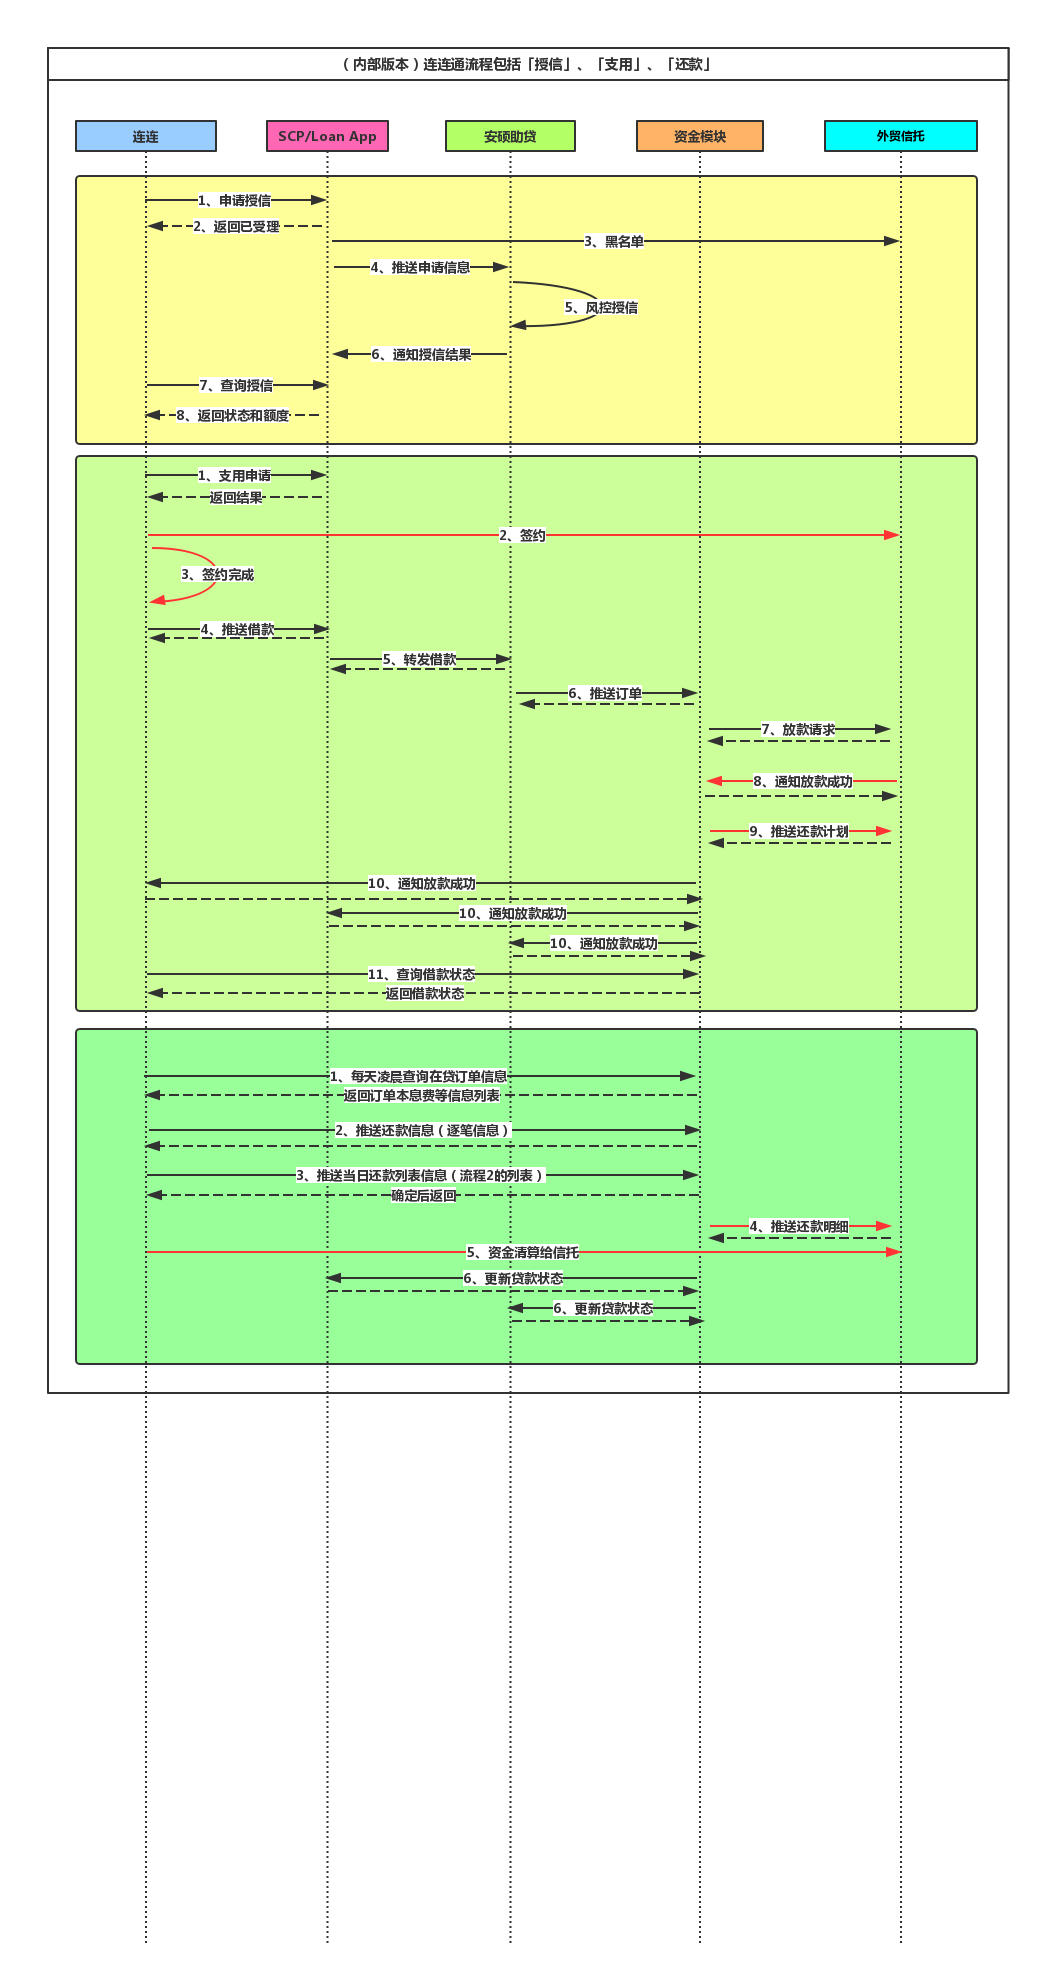 （内部版本）连连通流程包括「授信」、「支用」、「还款」
连连
SCP/Loan App
安硕助贷
资金模块
外贸信托
1、申请授信
2、返回已受理
3、黑名单
4、推送申请信息
5、风控授信
6、通知授信结果
7、查询授信
8、返回状态和额度
1、支用申请
返回结果
2、签约
3、签约完成
4、推送借款
5、转发借款
6、推送订单
7、放款请求
8、通知放款成功
9、推送还款计划
10、通知放款成功
10、通知放款成功
10、通知放款成功
11、查询借款状态
返回借款状态
1、每天凌晨查询在贷订单信息
返回订单本息费等信息列表
2、推送还款信息（逐笔信息）
3、推送当日还款列表信息（流程2的列表）
确定后返回
4、推送还款明细
5、资金清算给信托
6、更新贷款状态
6、更新贷款状态